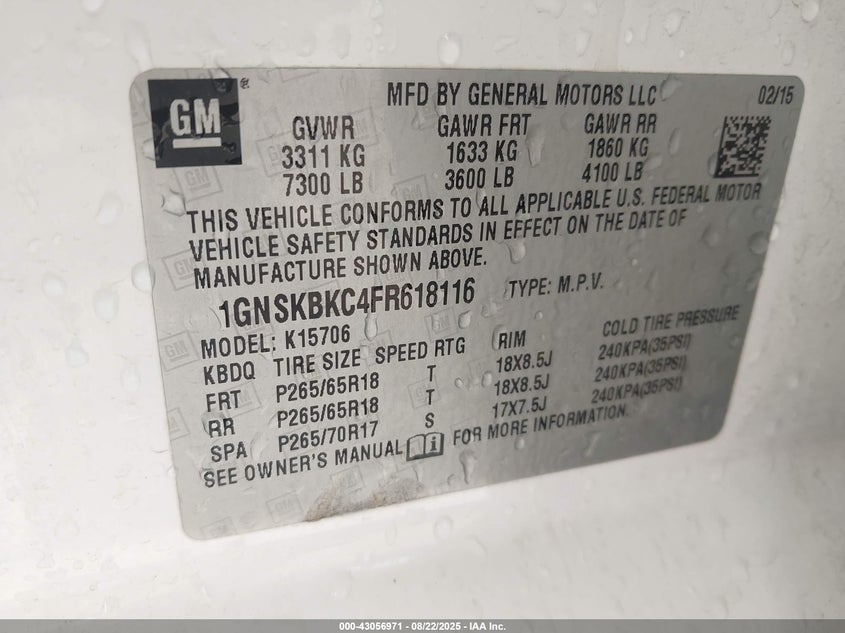 GM ®
MFD BY GENERAL MOTORS LLC 02/15
GVWR GAWR FRT GAWR RR
3311 KG 1633 KG 1860 KG
7300 LB 3600 LB 4100 LB
THIS VEHICLE CONFORMS TO ALL APPLICABLE U.S. FEDERAL MOTOR
VEHICLE SAFETY STANDARDS IN EFFECT ON THE DATE OF
MANUFACTURE SHOWN ABOVE.
1GNSKBKC4FR618116 TYPE: M.P.V.
MODEL: K15706
KBDQ TIRE SIZE SPEED RTG RIM COLD TIRE PRESSURE
FRT P265/65R18 T 18X8.5J 240KPA(35PSI)
RR P265/65R18 T 18X8.5J 240KPA(35PSI)
SPA P265/70R17 S 17X7.5J 240KPA(35PSI)
SEE OWNER'S MANUAL FOR MORE INFORMATION.
000-43056971 - 08/22/2025 - IAA Inc.